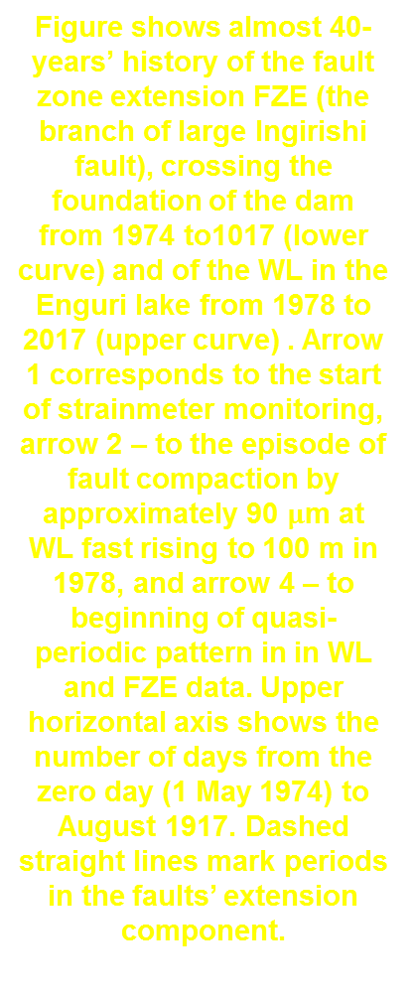 Figure shows almost 40-
years’ history of the fault
zone extension FZE (the
branch of large Ingirishi
fault), crossing the
foundation of the dam
from 1974 to1017 (lower
curve) and of the WL in the
Enguri lake from 1978 to
2017 (upper curve) . Arrow
1 corresponds to the start
of strainmeter monitoring,
arrow 2 – to the episode of
fault compaction by
approximately 90 μm at
WL fast rising to 100 m in
1978, and arrow 4 – to
beginning of quasi-
periodic pattern in in WL
and FZE data. Upper
horizontal axis shows the
number of days from the
zero day (1 May 1974) to
August 1917. Dashed
straight lines mark periods
in the faults’ extension
component.